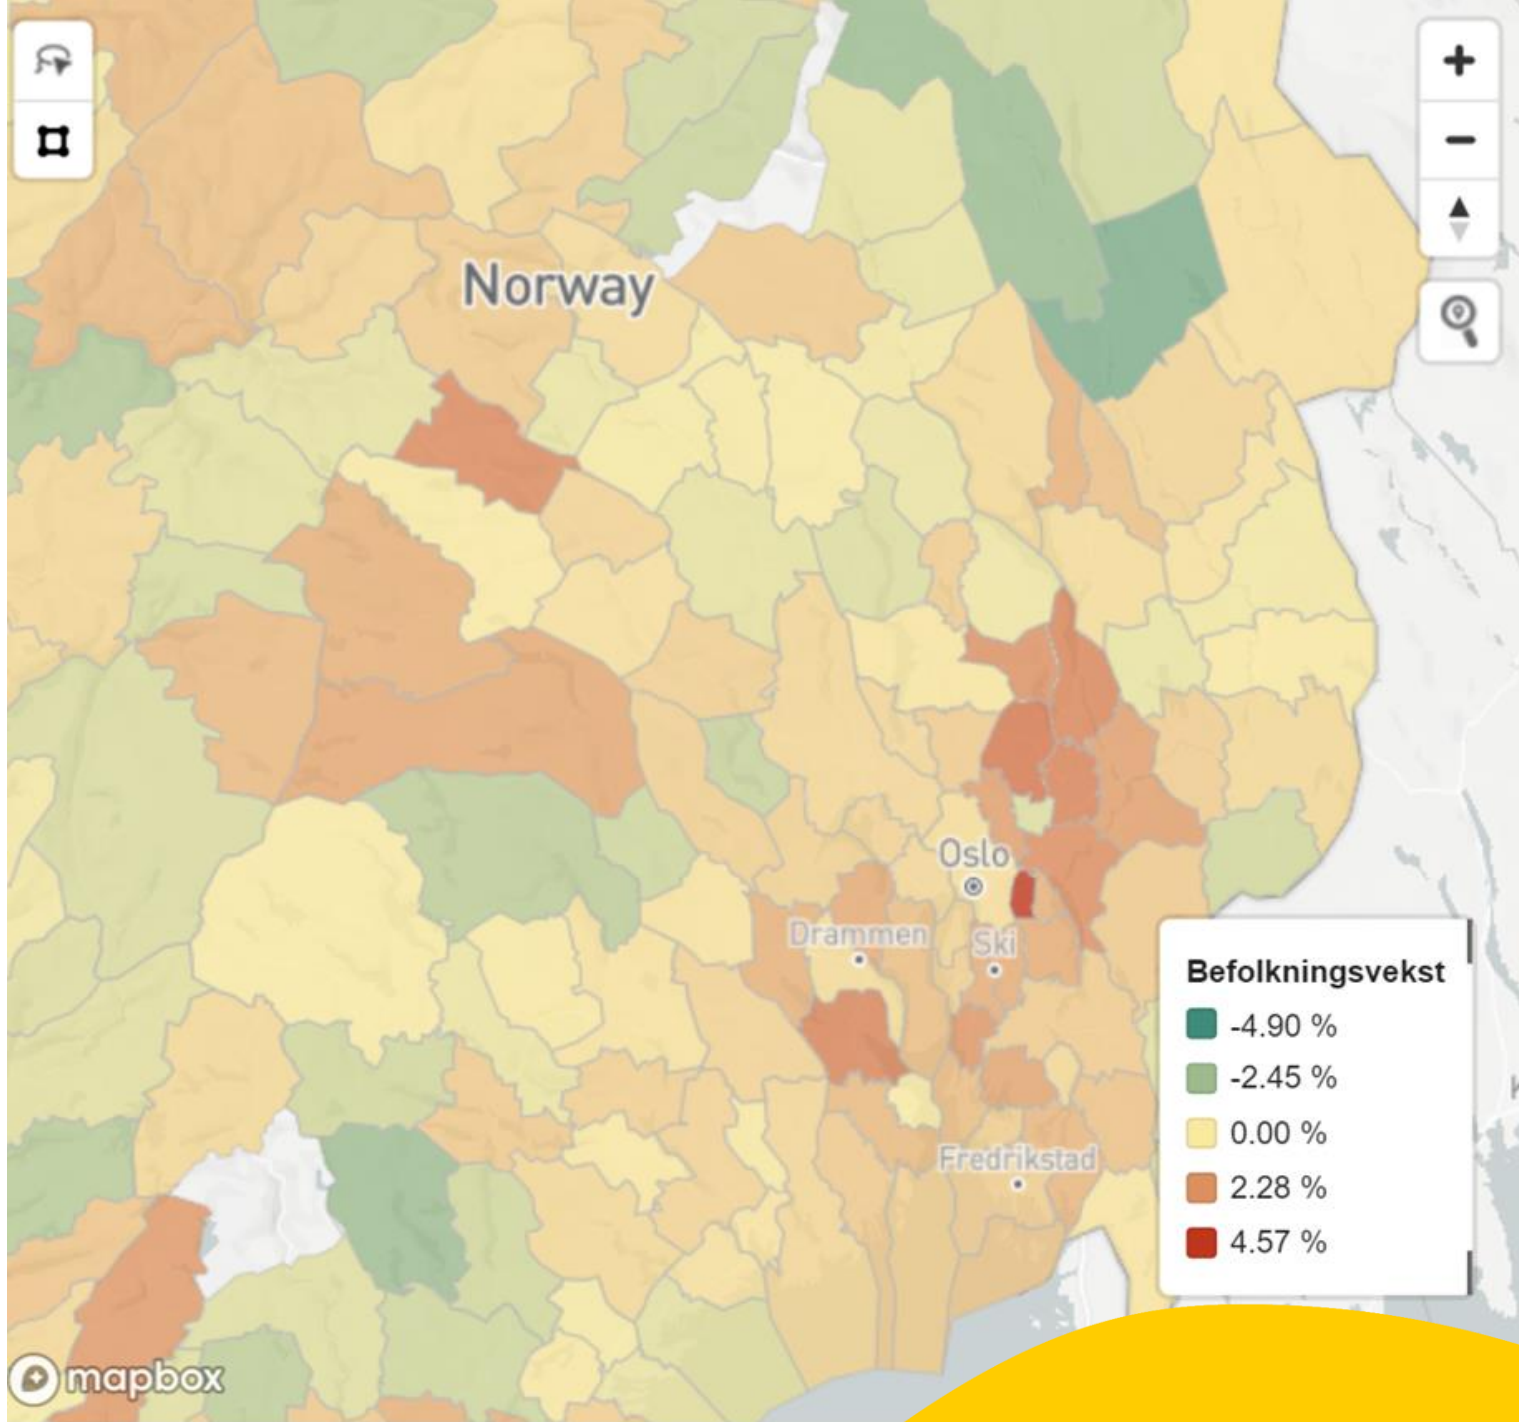 Norway
Oslo
Drammen
Ski
Fredrikstad
Befolkningsvekst
-4.90 %
-2.45 %
0.00 %
2.28 %
4.57 %
mapbox